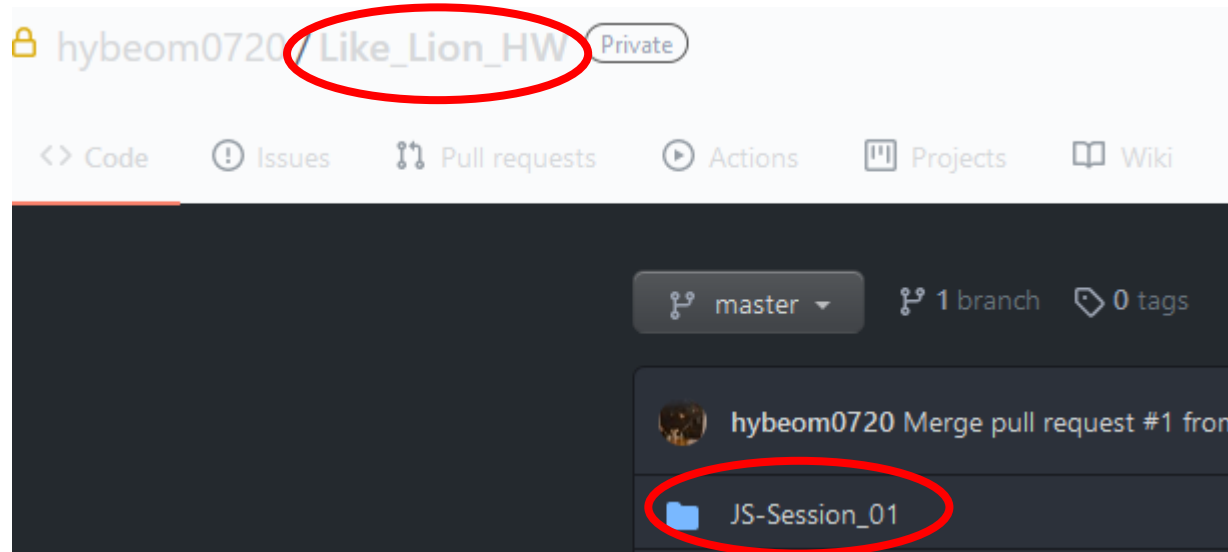 hybeom0720 / Like_Lion_HW Private
<> Code Issues Pull requests Actions Projects Wiki
master 1 branch 0 tags
hybeom0720 Merge pull request #1 from
JS-Session_01